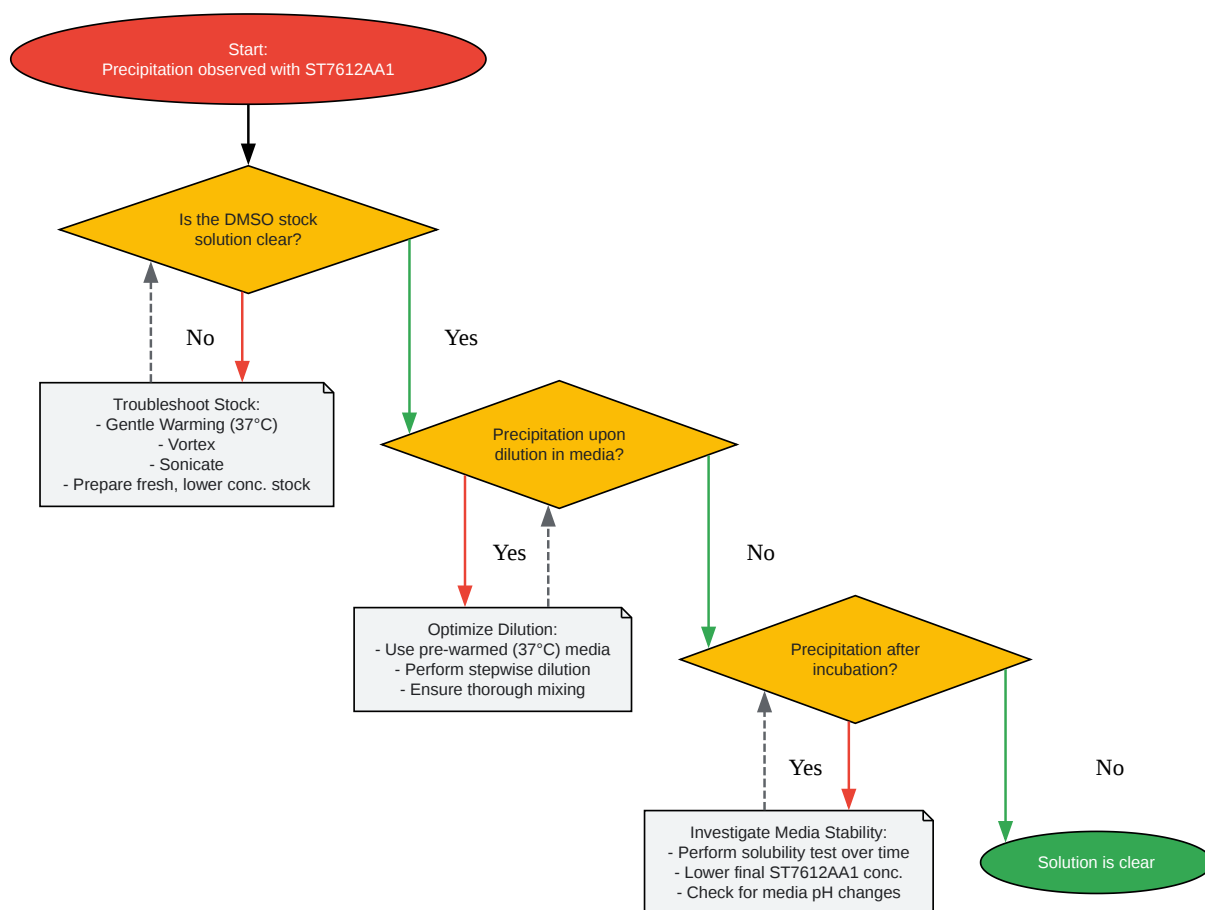 Start:
Precipitation observed with ST7612AA1
Is the DMSO stock
solution clear?
No
Yes
Troubleshoot Stock:
- Gentle Warming (37°C)
- Vortex
- Sonicate
- Prepare fresh, lower conc. stock
Precipitation upon
dilution in media?
Yes
No
Optimize Dilution:
- Use pre-warmed (37°C) media
- Perform stepwise dilution
- Ensure thorough mixing
Precipitation after
incubation?
Yes
No
Investigate Media Stability:
- Perform solubility test over time
- Lower final ST7612AA1 conc.
- Check for media pH changes
Solution is clear